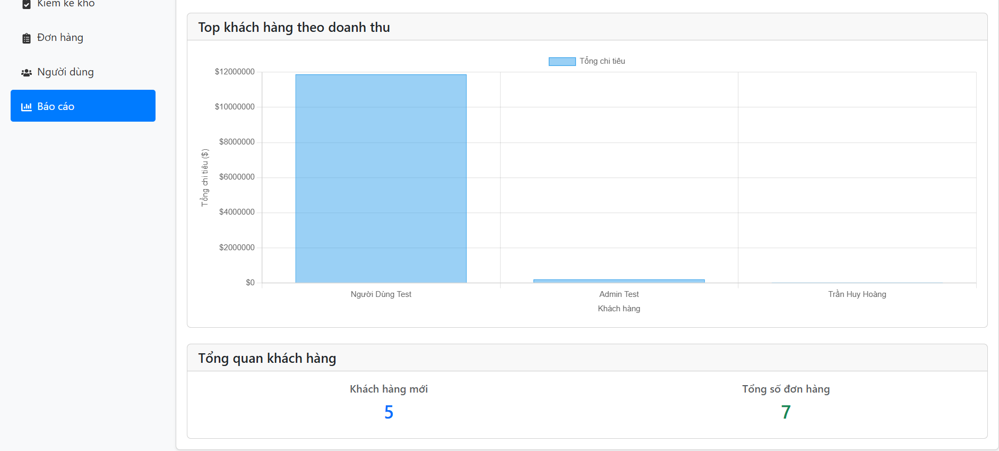 Kiểm kê kho
Đơn hàng
Người dùng
Báo cáo
Top khách hàng theo doanh thu
Tổng chi tiêu
$12000000
$10000000
$8000000
$6000000
$4000000
$2000000
$0
Tổng chi tiêu ($)
Người Dùng Test
Admin Test
Trần Huy Hoàng
Khách hàng
Tổng quan khách hàng
Khách hàng mới
Tổng số đơn hàng
5
7